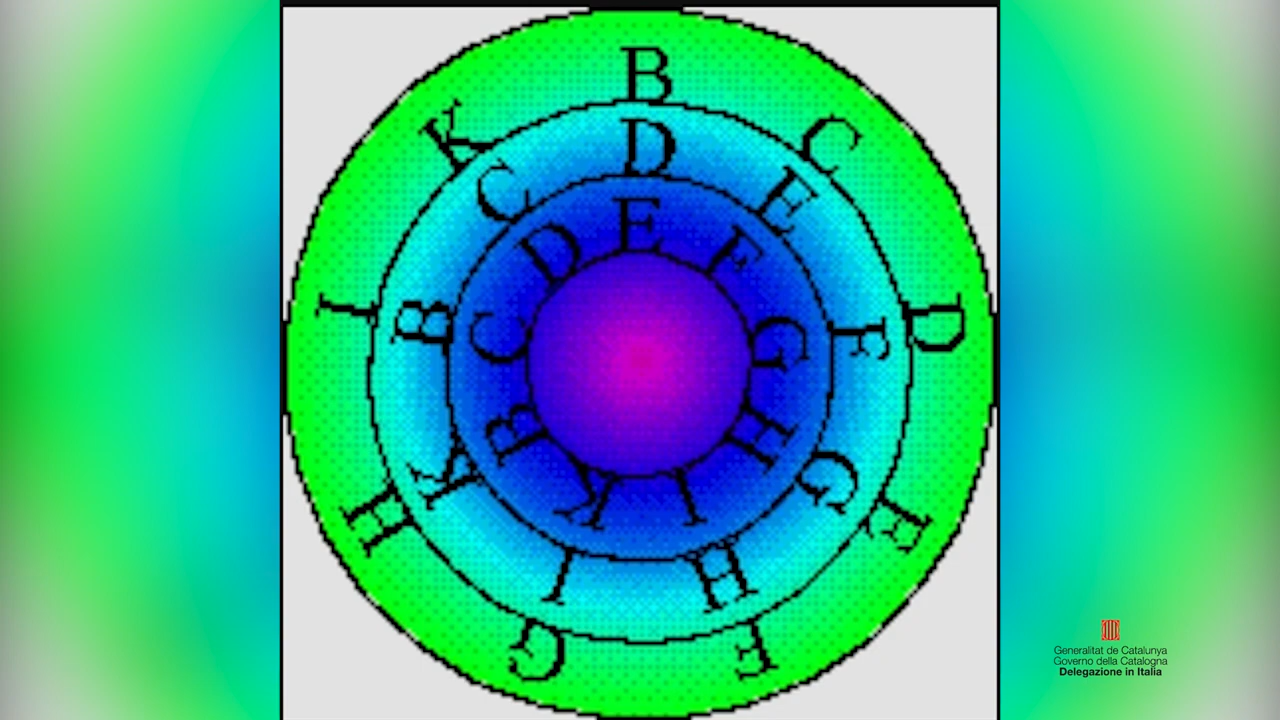 B C D E F G H I K
D E F G H I K B C
E F G H I K B C D
Generalitat de Catalunya
Governo della Catalogna
Delegazione in Italia